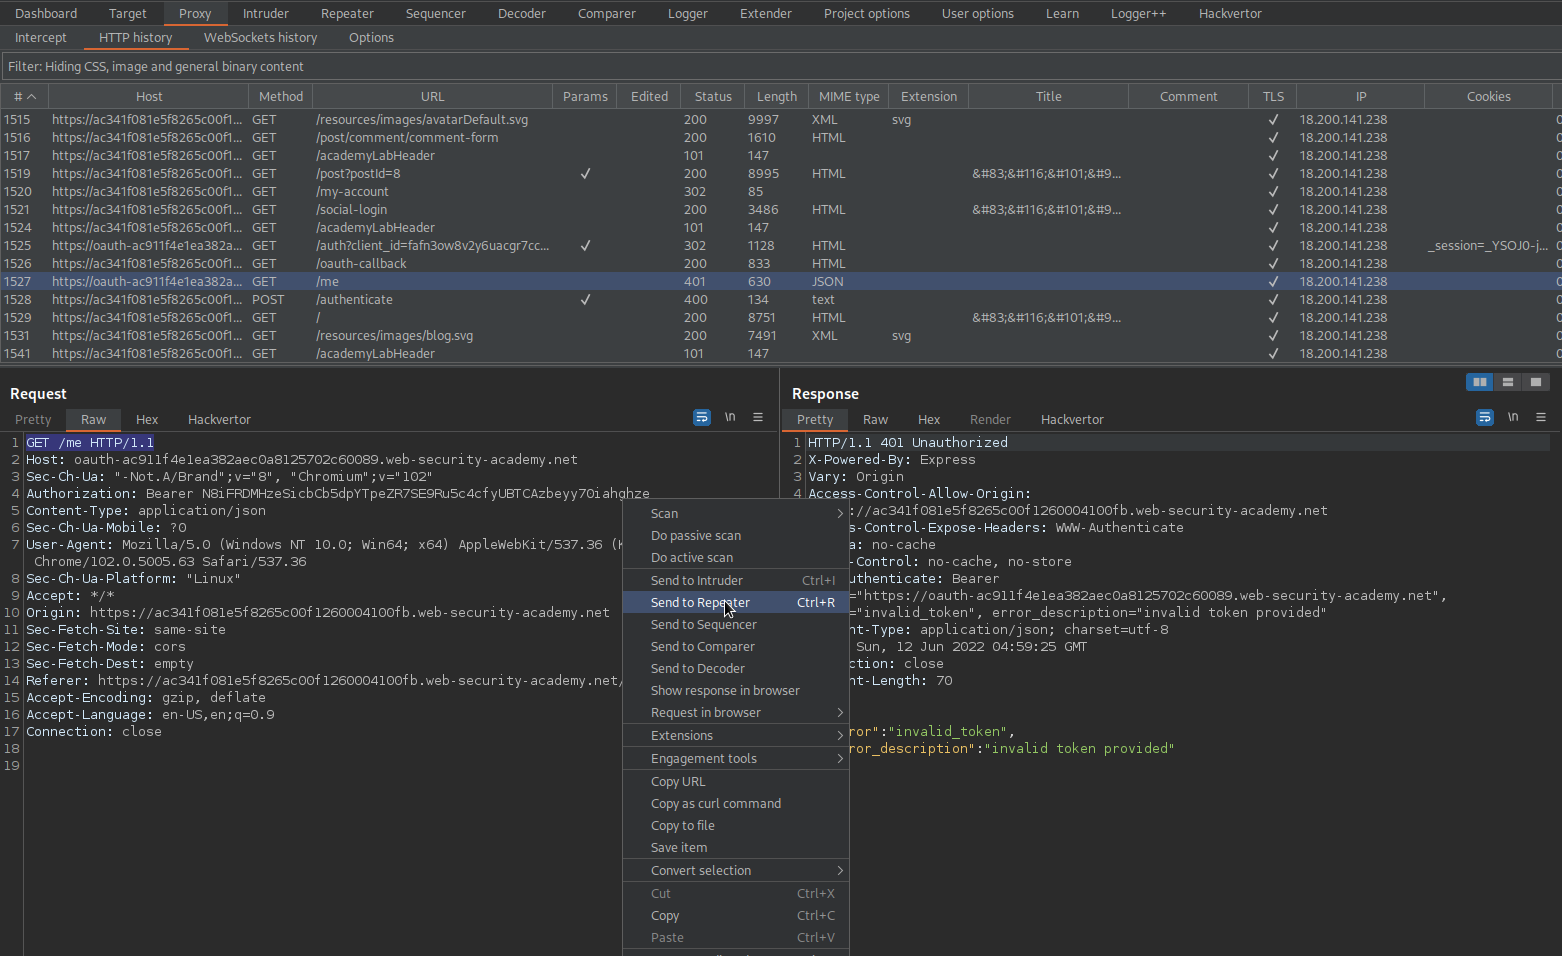 Dashboard Target Proxy Intruder Repeater Sequencer Decoder Comparer Logger Extender Project options User options Learn Logger++ Hackvertor
Intercept HTTP history WebSockets history Options
Filter: Hiding CSS, image and general binary content
# Host Method URL Params Edited Status Length MIME type Extension Title Comment TLS IP Cookies
1515 https://ac341f081e5f8265c00f1... GET /resources/images/avatarDefault.svg 200 9997 XML svg ✓ 18.200.141.238
1516 https://ac341f081e5f8265c00f1... GET /post/comment/comment-form 200 1610 HTML ✓ 18.200.141.238
1517 https://ac341f081e5f8265c00f1... GET /academyLabHeader 101 147 ✓ 18.200.141.238
1519 https://ac341f081e5f8265c00f1... GET /post?postId=8 ✓ 200 8995 HTML &#83;&#116;&#101;&#9... ✓ 18.200.141.238
1520 https://ac341f081e5f8265c00f1... GET /my-account 302 85 ✓ 18.200.141.238
1521 https://ac341f081e5f8265c00f1... GET /social-login 200 3486 HTML &#83;&#116;&#101;&#9... ✓ 18.200.141.238
1524 https://ac341f081e5f8265c00f1... GET /academyLabHeader 101 147 ✓ 18.200.141.238
1525 https://oauth-ac911f4e1ea382a... GET /auth?client_id=fafn3ow8v2y6uacgr7cc... ✓ 302 1128 HTML ✓ 18.200.141.238 _session=_YSOJ0-j...
1526 https://ac341f081e5f8265c00f1... GET /oauth-callback 200 833 HTML ✓ 18.200.141.238
1527 https://oauth-ac911f4e1ea382a... GET /me 401 630 JSON ✓ 18.200.141.238
1528 https://ac341f081e5f8265c00f1... POST /authenticate ✓ 400 134 text ✓ 18.200.141.238
1529 https://ac341f081e5f8265c00f1... GET / 200 8751 HTML &#83;&#116;&#101;&#9... ✓ 18.200.141.238
1531 https://ac341f081e5f8265c00f1... GET /resources/images/blog.svg 200 7491 XML svg ✓ 18.200.141.238
1541 https://ac341f081e5f8265c00f1... GET /academyLabHeader 101 147 ✓ 18.200.141.238
Request
Pretty Raw Hex Hackvertor \n
1 GET /me HTTP/1.1
2 Host: oauth-ac911f4e1ea382aec0a8125702c60089.web-security-academy.net
3 Sec-Ch-Ua: "-Not.A/Brand";v="8", "Chromium";v="102"
4 Authorization: Bearer N8iFRDMHzeSicbCb5dpYTpeZR7SE9Ru5c4cfyUBTCAzbeyy70iahghze
5 Content-Type: application/json
6 Sec-Ch-Ua-Mobile: ?0
7 User-Agent: Mozilla/5.0 (Windows NT 10.0; Win64; x64) AppleWebKit/537.36 (K
Chrome/102.0.5005.63 Safari/537.36
8 Sec-Ch-Ua-Platform: "Linux"
9 Accept: */*
10 Origin: https://ac341f081e5f8265c00f1260004100fb.web-security-academy.net
11 Sec-Fetch-Site: same-site
12 Sec-Fetch-Mode: cors
13 Sec-Fetch-Dest: empty
14 Referer: https://ac341f081e5f8265c00f1260004100fb.web-security-academy.net/
15 Accept-Encoding: gzip, deflate
16 Accept-Language: en-US,en;q=0.9
17 Connection: close
18
19
Scan
Do passive scan
Do active scan
Send to Intruder Ctrl+I
Send to Repeater Ctrl+R
Send to Sequencer
Send to Comparer
Send to Decoder
Show response in browser
Request in browser
Extensions
Engagement tools
Copy URL
Copy as curl command
Copy to file
Save item
Convert selection
Cut Ctrl+X
Copy Ctrl+C
Paste Ctrl+V
Response
Pretty Raw Hex Render Hackvertor \n
1 HTTP/1.1 401 Unauthorized
2 X-Powered-By: Express
3 Vary: Origin
4 Access-Control-Allow-Origin:
://ac341f081e5f8265c00f1260004100fb.web-security-academy.net
s-Control-Expose-Headers: WWW-Authenticate
a: no-cache
-Control: no-cache, no-store
uthenticate: Bearer
="https://oauth-ac911f4e1ea382aec0a8125702c60089.web-security-academy.net",
="invalid_token", error_description="invalid token provided"
nt-Type: application/json; charset=utf-8
Sun, 12 Jun 2022 04:59:25 GMT
ction: close
nt-Length: 70
ror":"invalid_token",
ror_description":"invalid token provided"